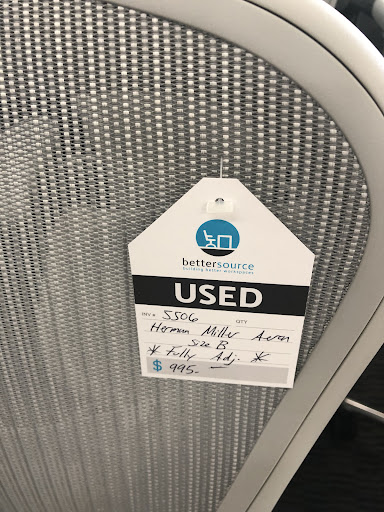 bettersource
building better workspaces
USED
INV # 5506 QTY
Herman Miller Aeron
Size B
* Fully Adj. *
$ 995.-